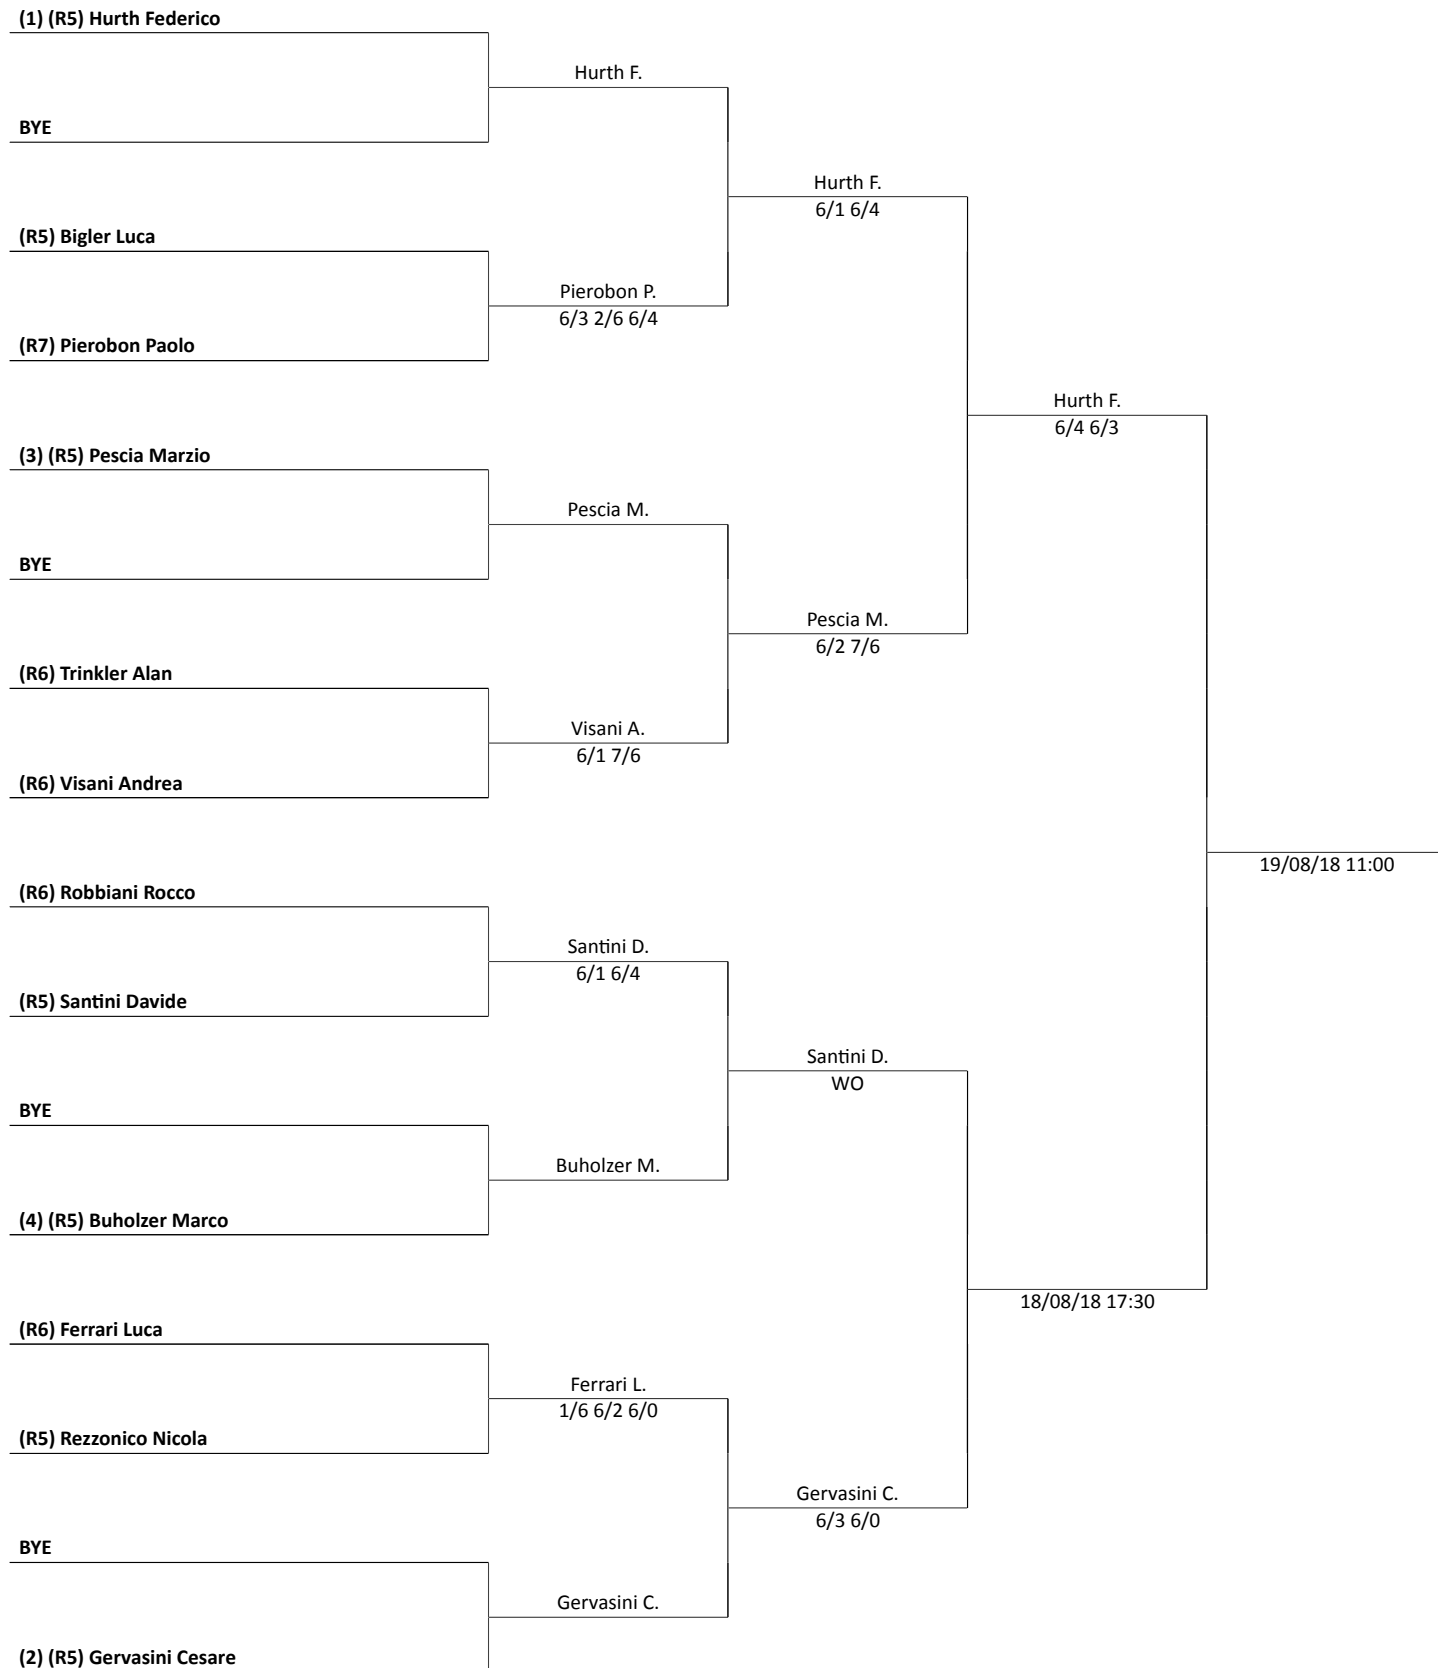 (1) (R5) Hurth Federico
Hurth F.
BYE
Hurth F.
6/1 6/4
(R5) Bigler Luca
Pierobon P.
6/3 2/6 6/4
(R7) Pierobon Paolo
Hurth F.
6/4 6/3
(3) (R5) Pescia Marzio
Pescia M.
BYE
Pescia M.
6/2 7/6
(R6) Trinkler Alan
Visani A.
6/1 7/6
(R6) Visani Andrea
19/08/18 11:00
(R6) Robbiani Rocco
Santini D.
6/1 6/4
(R5) Santini Davide
Santini D.
WO
BYE
Buholzer M.
(4) (R5) Buholzer Marco
18/08/18 17:30
(R6) Ferrari Luca
Ferrari L.
1/6 6/2 6/0
(R5) Rezzonico Nicola
Gervasini C.
6/3 6/0
BYE
Gervasini C.
(2) (R5) Gervasini Cesare